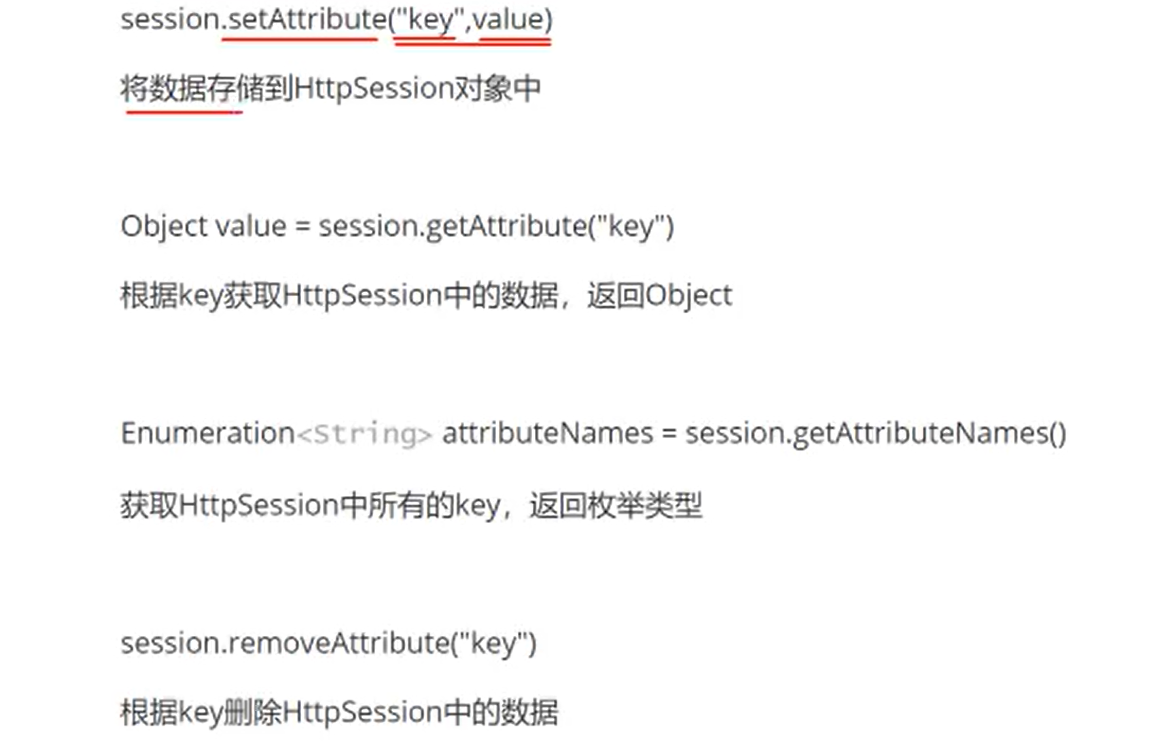 session.setAttribute("key",value)
将数据存储到HttpSession对象中
Object value = session.getAttribute("key")
根据key获取HttpSession中的数据，返回Object
Enumeration<String> attributeNames = session.getAttributeNames()
获取HttpSession中所有的key，返回枚举类型
session.removeAttribute("key")
根据key删除HttpSession中的数据